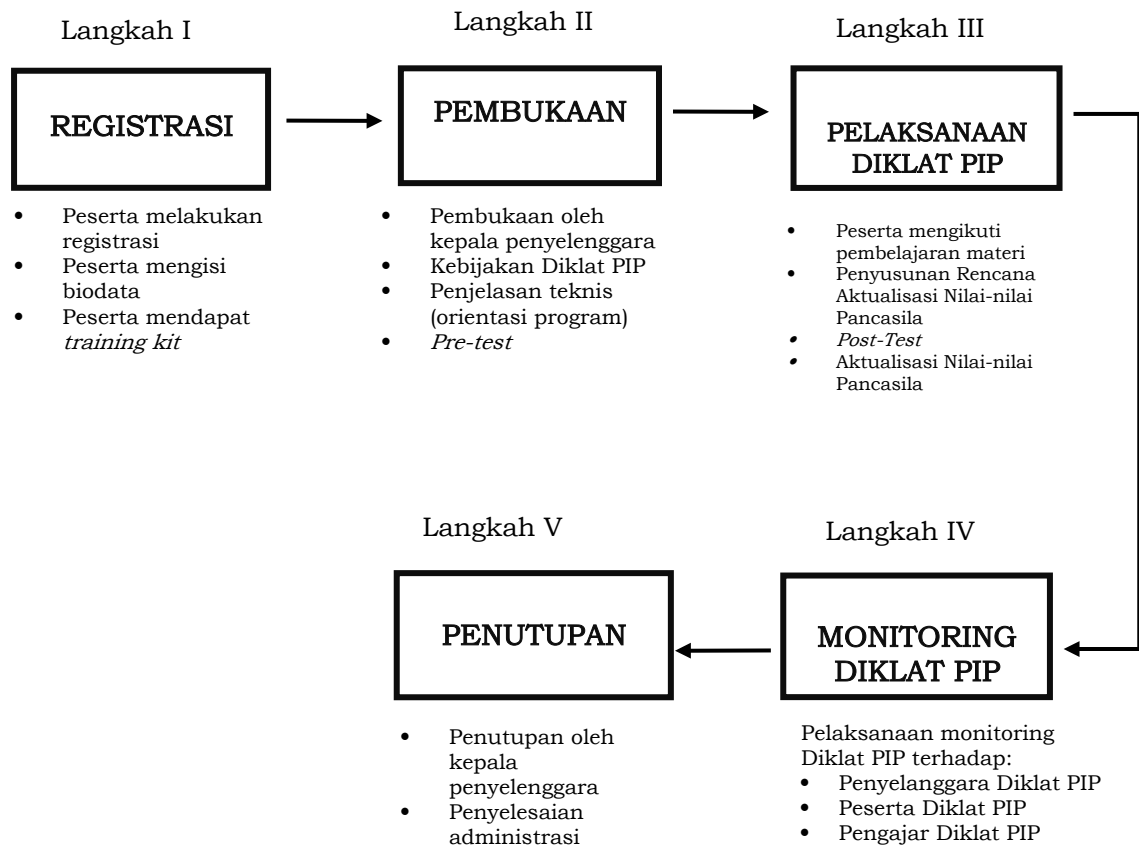 Langkah I
REGISTRASI
• Peserta melakukan
registrasi
• Peserta mengisi
biodata
• Peserta mendapat
training kit
Langkah II
PEMBUKAAN
• Pembukaan oleh
kepala penyelenggara
• Kebijakan Diklat PIP
• Penjelasan teknis
(orientasi program)
• Pre-test
Langkah III
PELAKSANAAN
DIKLAT PIP
• Peserta mengikuti
pembelajaran materi
• Penyusunan Rencana
Aktualisasi Nilai-nilai
Pancasila
• Post-Test
• Aktualisasi Nilai-nilai
Pancasila
Langkah IV
MONITORING
DIKLAT PIP
Pelaksanaan monitoring
Diklat PIP terhadap:
• Penyelanggara Diklat PIP
• Peserta Diklat PIP
• Pengajar Diklat PIP
Langkah V
PENUTUPAN
• Penutupan oleh
kepala
penyelenggara
• Penyelesaian
administrasi